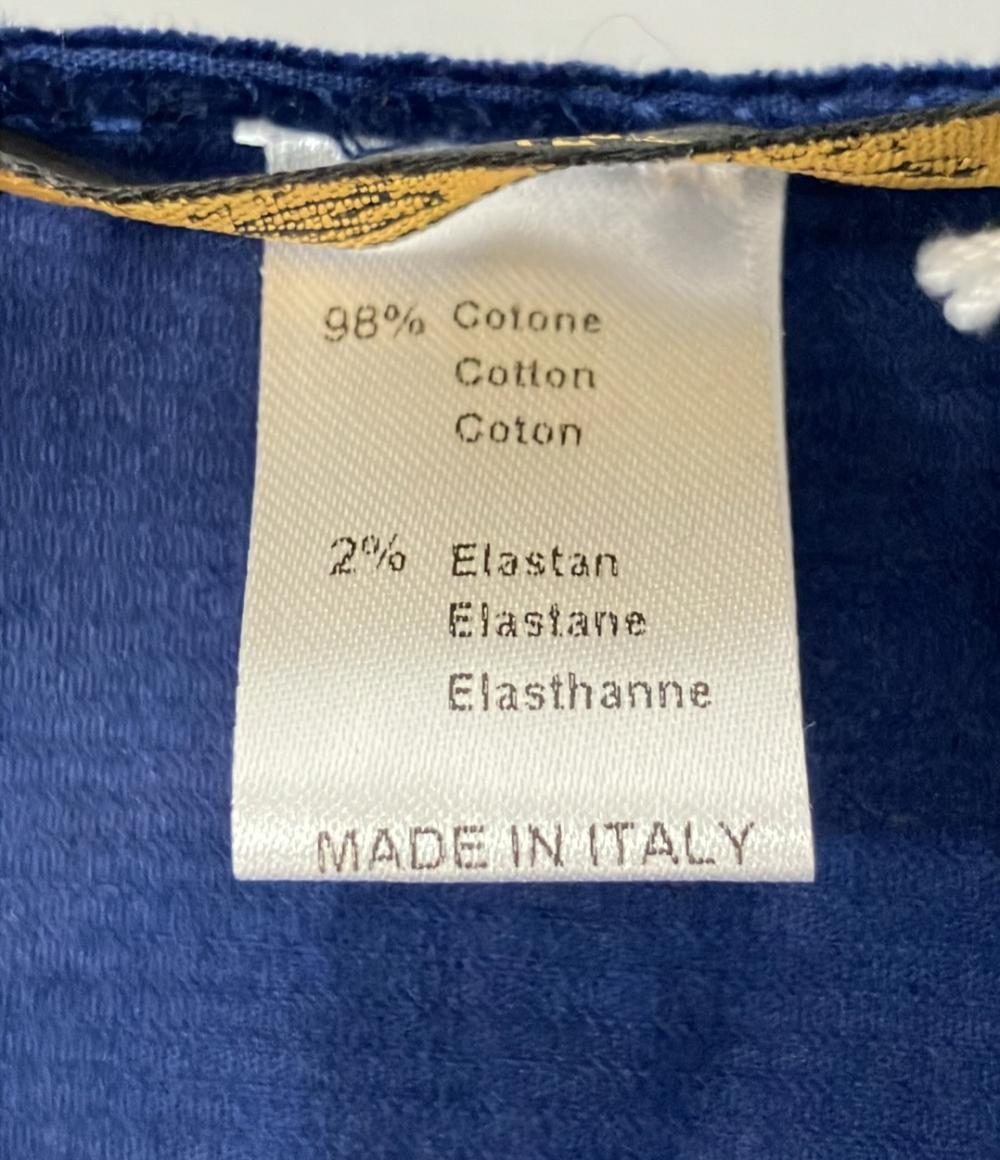 98% Cotone
Cotton
Coton
2% Elastan
Elastane
Elasthanne
MADE IN ITALY